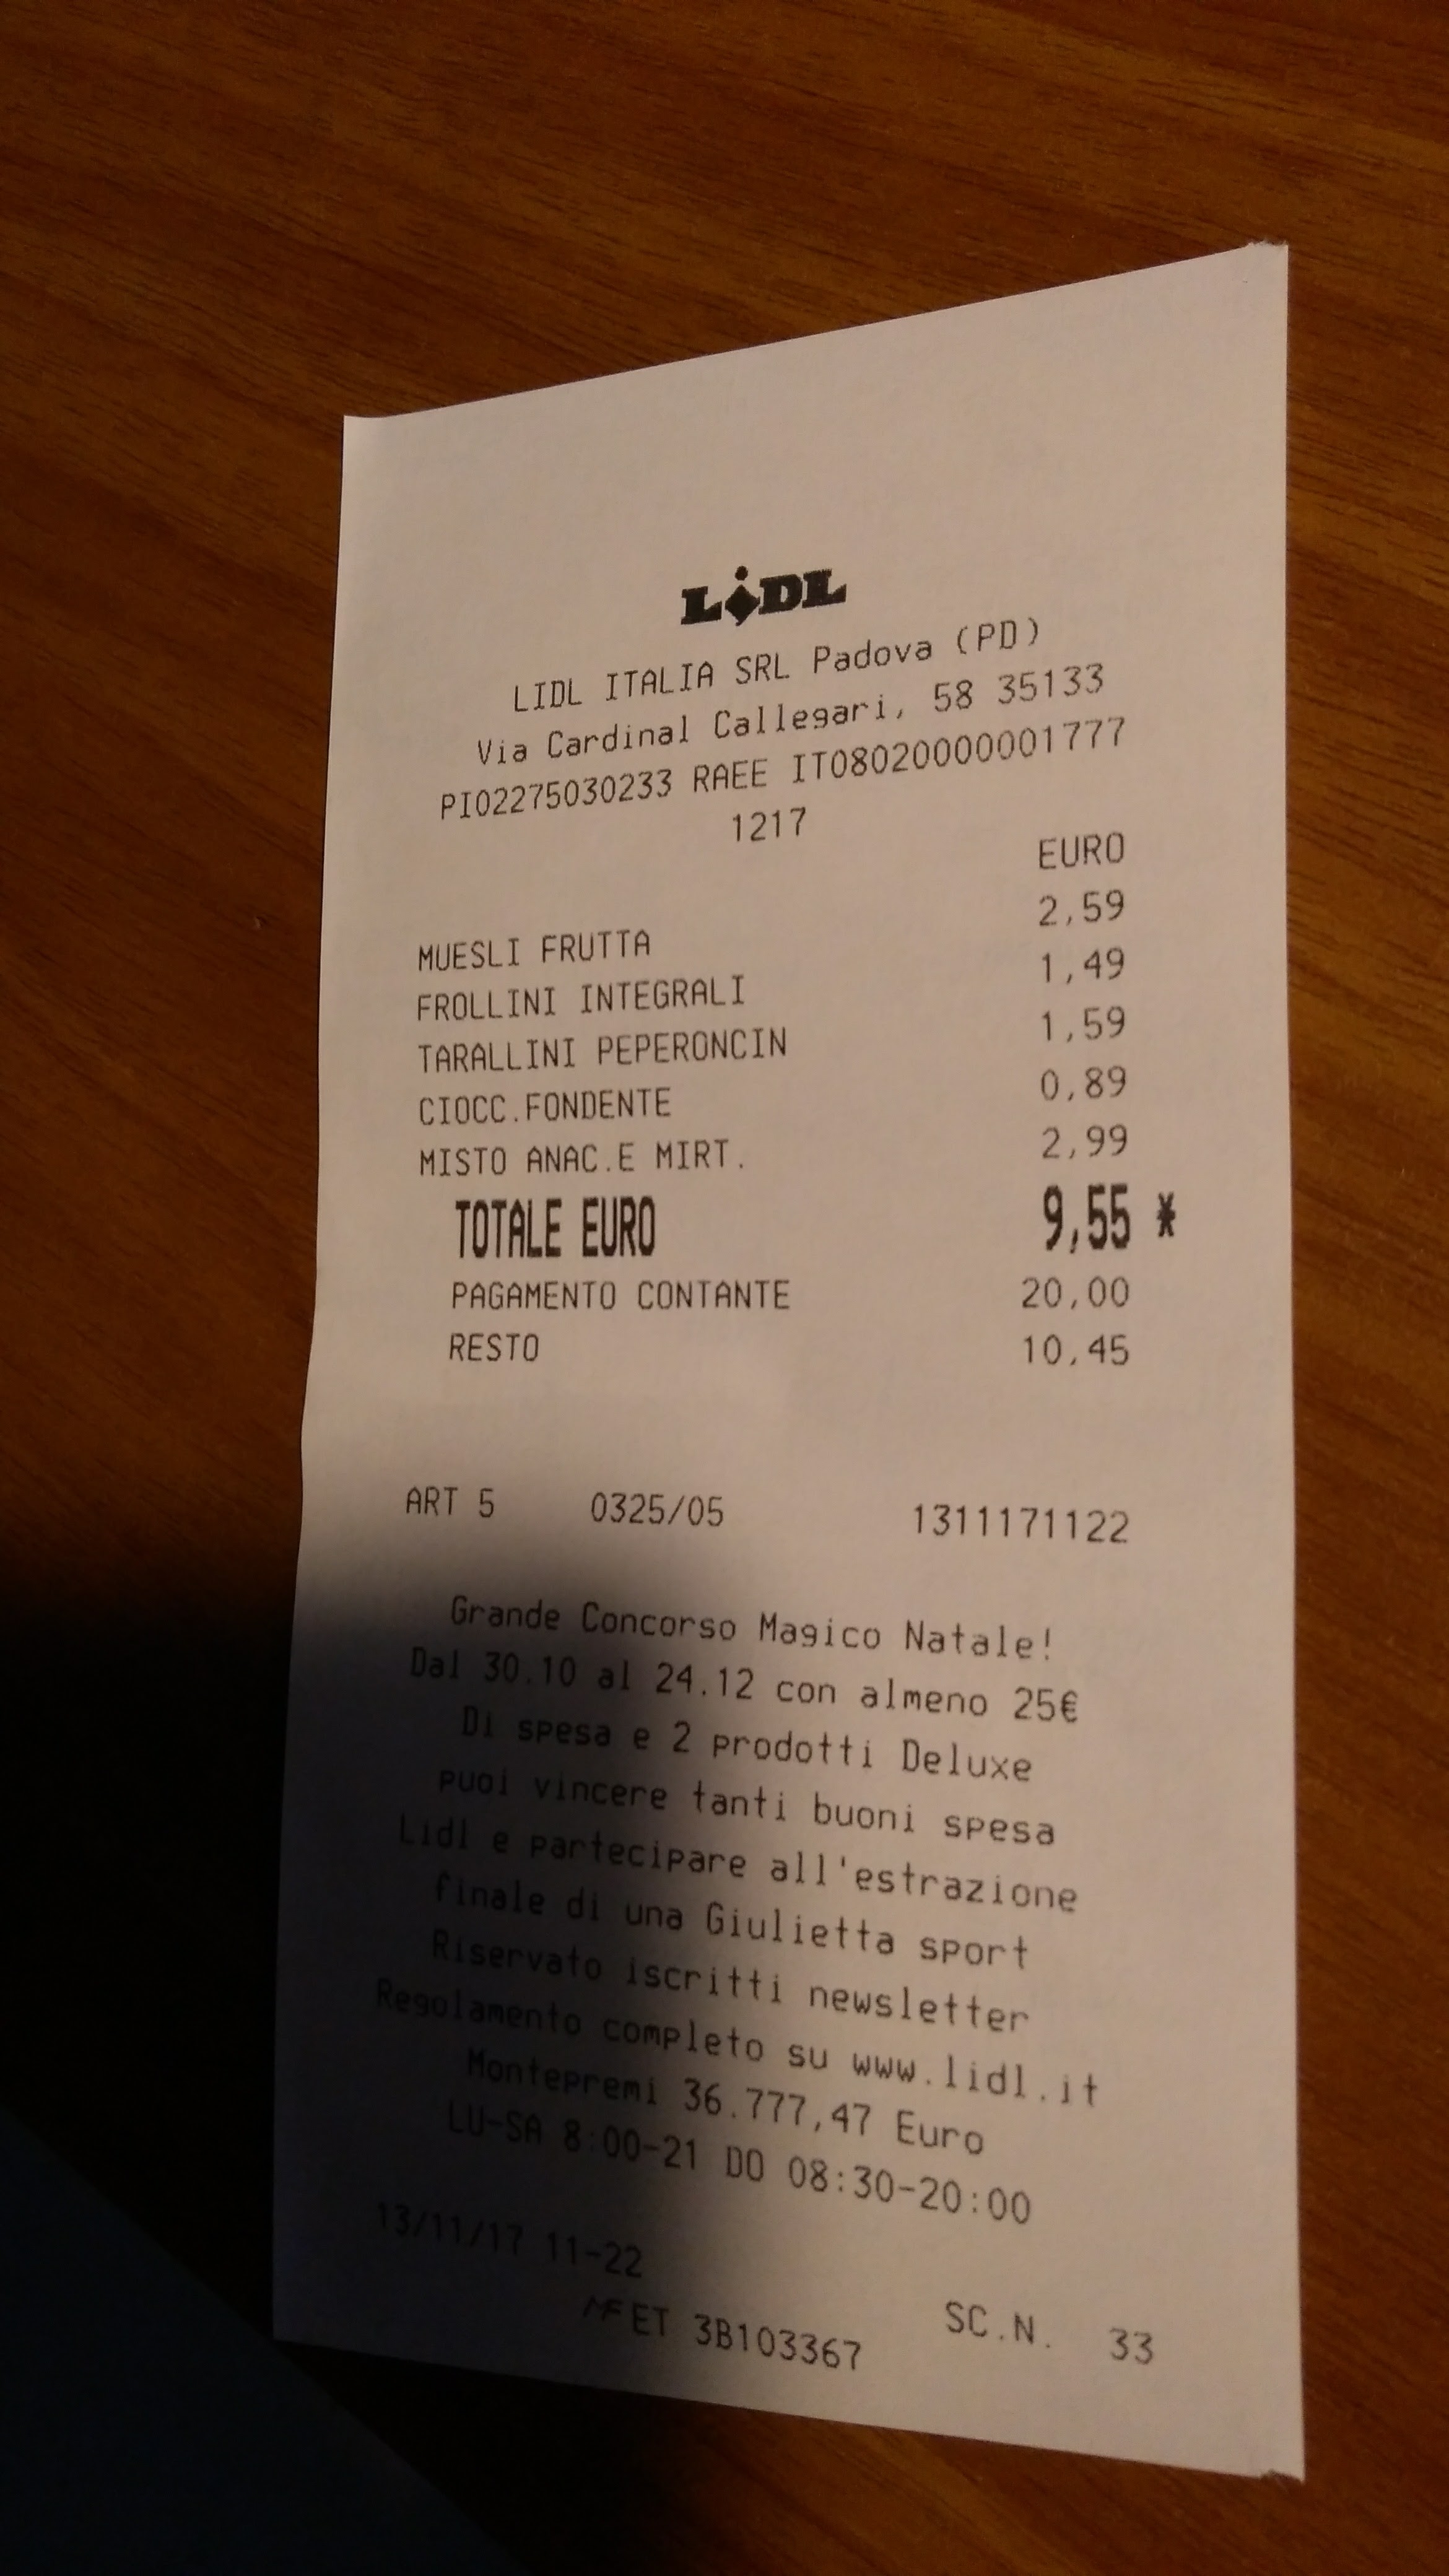 LIDL
LIDL ITALIA SRL Padova (PD)
Via Cardinal Callegari, 58 35133
PI02275030233 RAEE IT08020000001777
1217
EURO
MUESLI FRUTTA 2,59
FROLLINI INTEGRALI 1,49
TARALLINI PEPERONCIN 1,59
CIOCC.FONDENTE 0,89
MISTO ANAC.E MIRT. 2,99
TOTALE EURO 9,55 *
PAGAMENTO CONTANTE 20,00
RESTO 10,45
ART 5 0325/05 1311171122
Grande Concorso Magico Natale!
Dal 30.10 al 24.12 con almeno 25€
Di spesa e 2 prodotti Deluxe
puoi vincere tanti buoni spesa
Lidl e partecipare all'estrazione
finale di una Giulietta sport
Riservato iscritti newsletter
Regolamento completo su www.lidl.it
Montepremi 36.777,47 Euro
LU-SA 8:00-21 DO 08:30-20:00
13/11/17 11-22 SC.N. 33
MF ET 3B103367